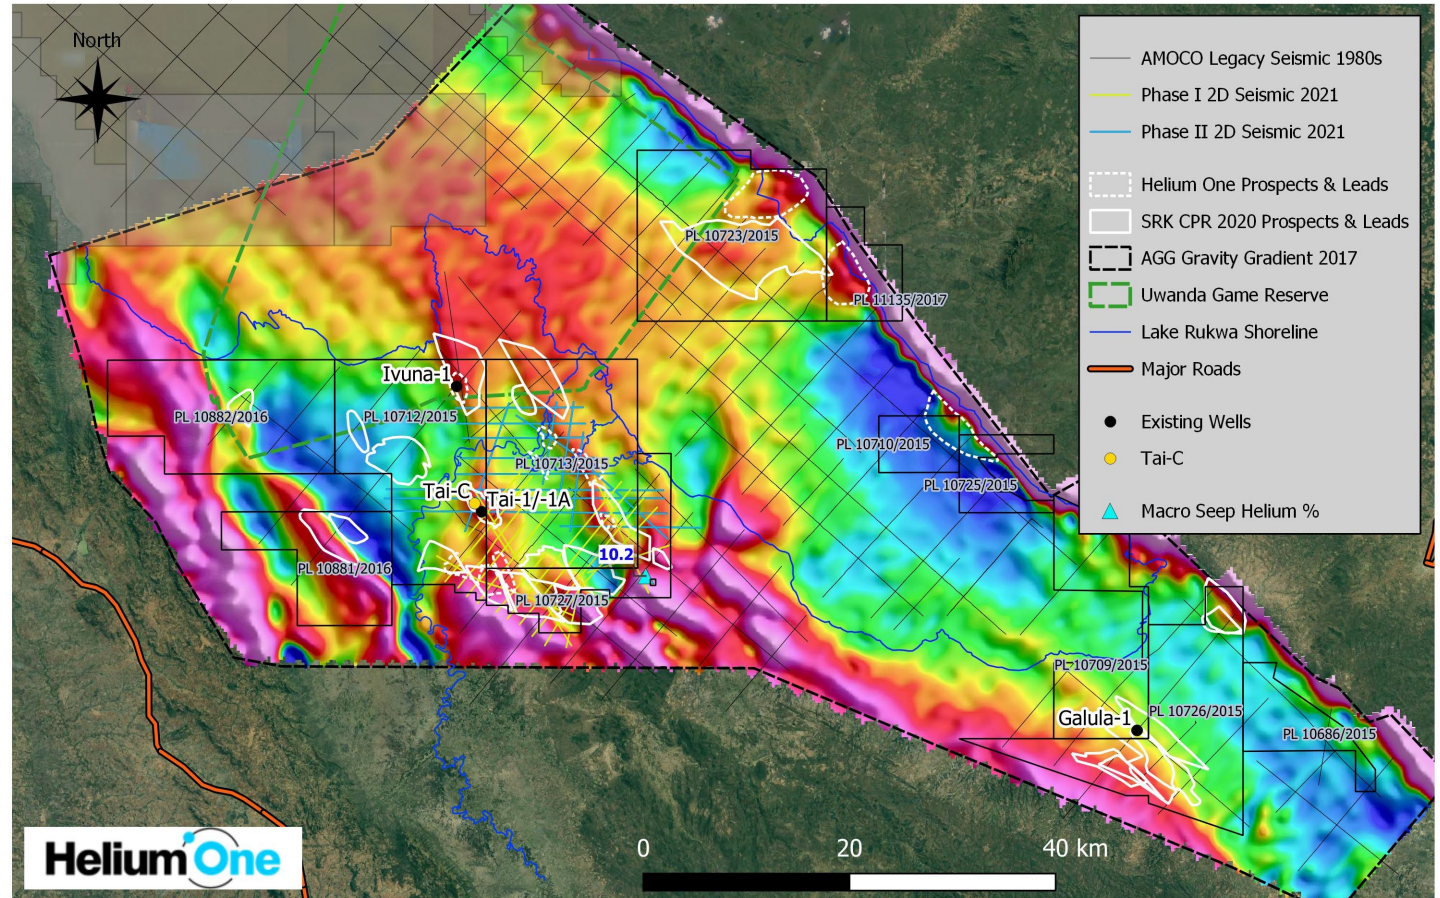 North
AMOCO Legacy Seismic 1980s
Phase I 2D Seismic 2021
Phase II 2D Seismic 2021
Helium One Prospects & Leads
SRK CPR 2020 Prospects & Leads
AGG Gravity Gradient 2017
Uwanda Game Reserve
Lake Rukwa Shoreline
Major Roads
Existing Wells
Tai-C
Macro Seep Helium %
PL 10723/2015
PL 11135/2017
Ivuna-1
PL 10882/2016
PL 10712/2015
PL 10713/2015
PL 10710/2015
PL 10725/2015
Tai-C
Tai-1/-1A
10.2
PL 10881/2016
PL 10727/2015
PL 10709/2015
PL 10726/2015
Galula-1
PL 10686/2015
HeliumOne
0 20 40 km